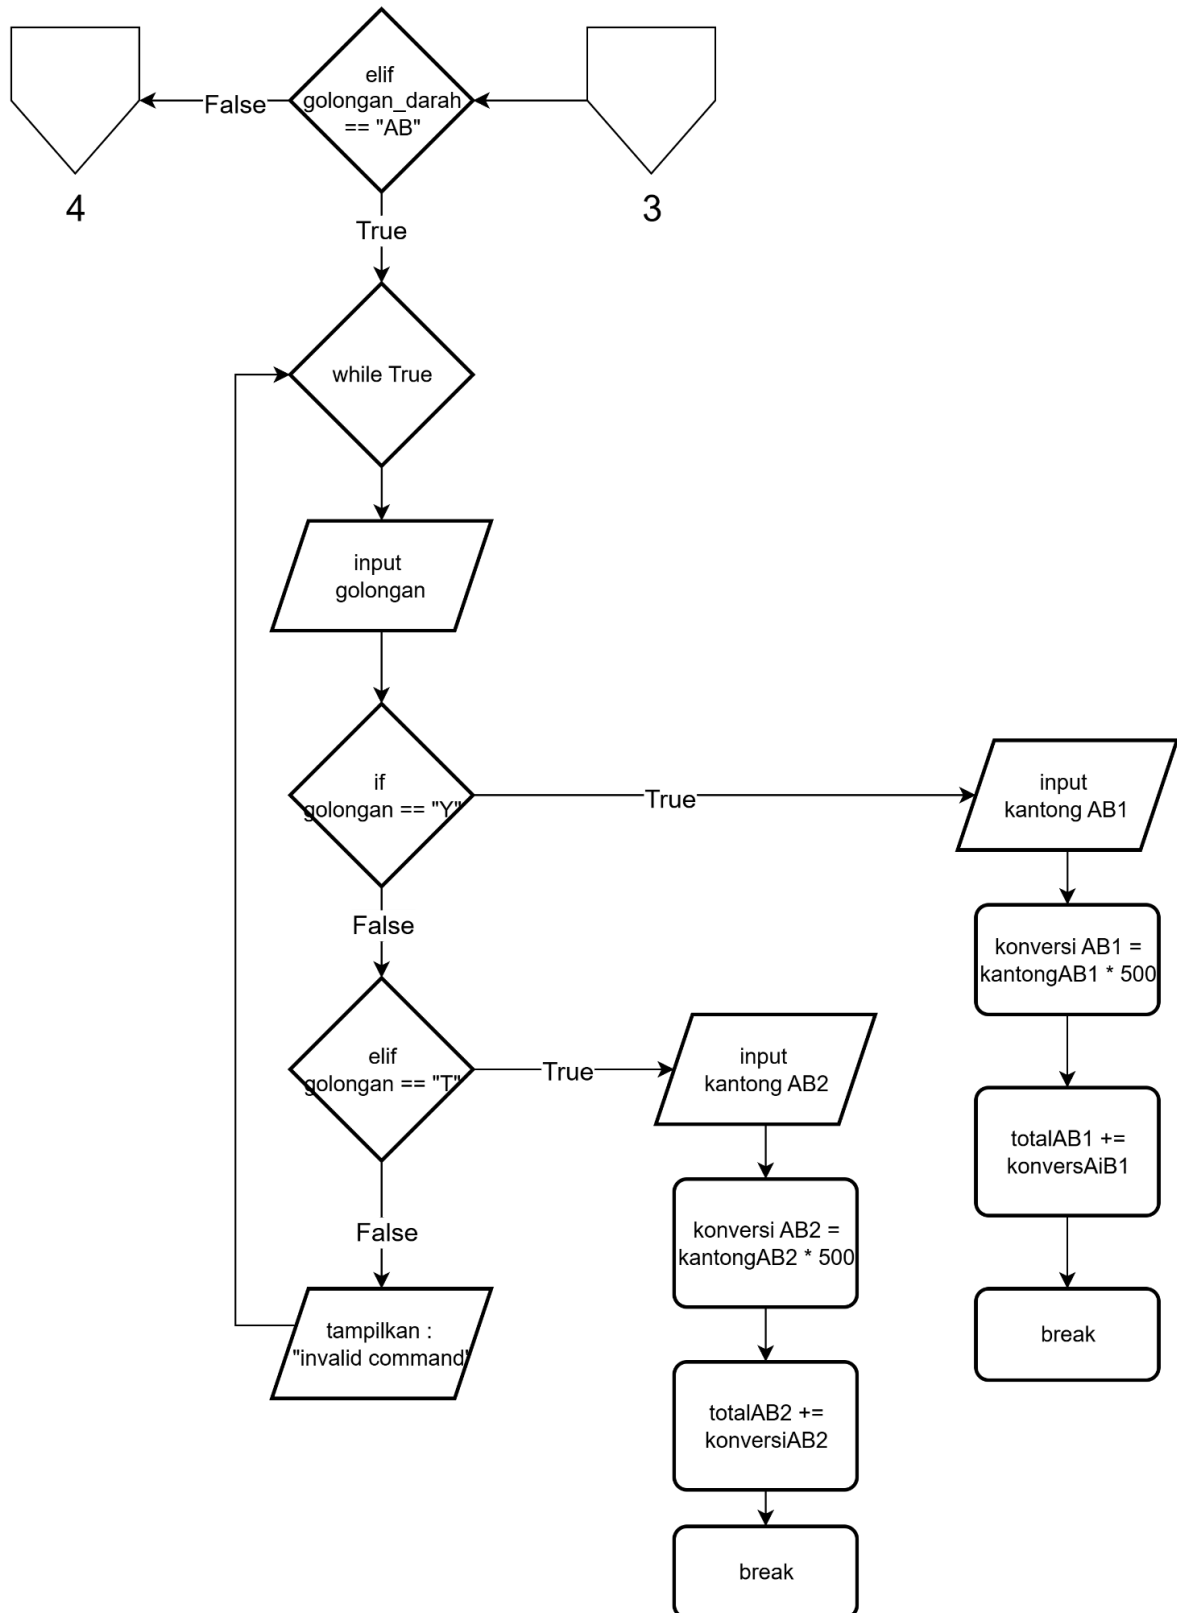 elif
golongan_darah
== "AB"
False
4
3
True
while True
input
golongan
if
golongan == "Y"
True
input
kantong AB1
False
konversi AB1 =
kantongAB1 * 500
elif
golongan == "T"
True
input
kantong AB2
totalAB1 +=
konversAiB1
False
konversi AB2 =
kantongAB2 * 500
tampilkan :
"invalid command"
break
totalAB2 +=
konversiAB2
break